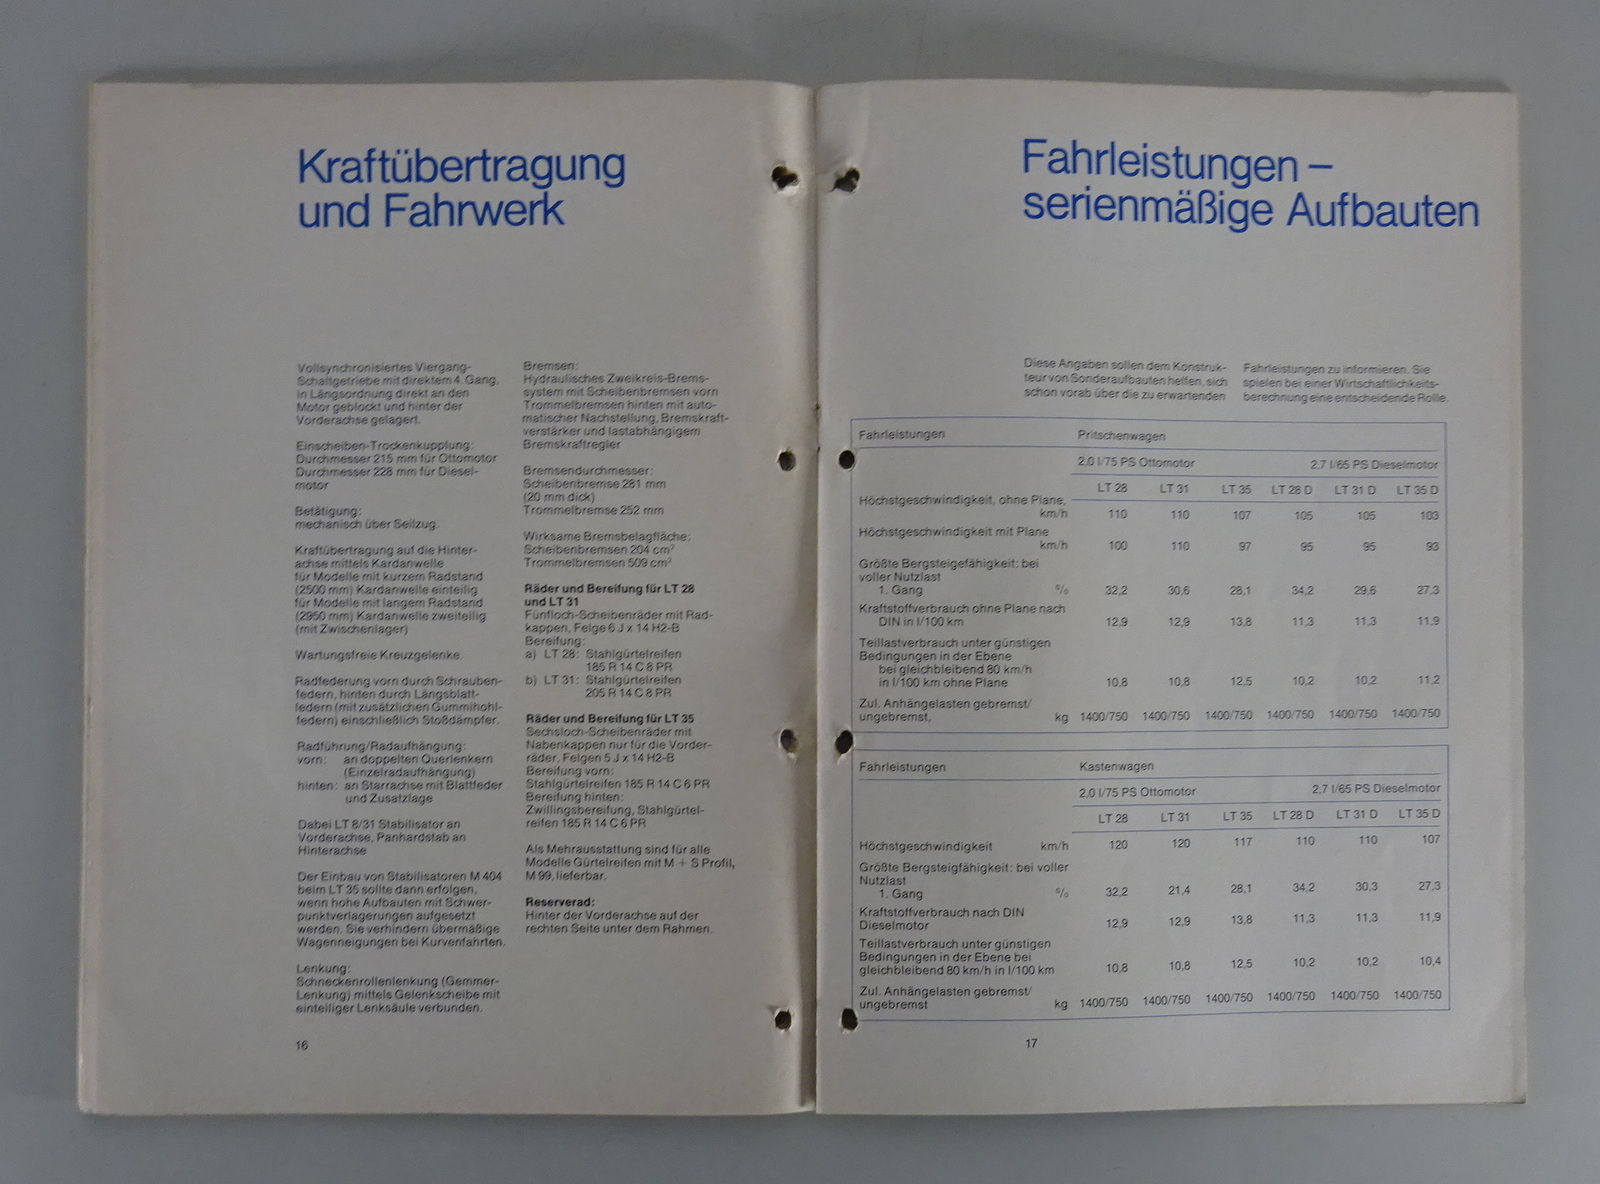 Kraftübertragung
und Fahrwerk
Vollsynchronisiertes Viergang-
Schaltgetriebe mit direktem 4. Gang,
in Längsordnung direkt an den
Motor geblockt und hinter der
Vorderachse gelagert.
Einscheiben-Trockenkupplung:
Durchmesser 215 mm für Ottomotor
Durchmesser 228 mm für Diesel-
motor
Betätigung:
mechanisch über Seilzug.
Kraftübertragung auf die Hinter-
achse mittels Kardanwelle
für Modelle mit kurzem Radstand
(2500 mm) Kardanwelle einteilig
für Modelle mit langem Radstand
(2950 mm) Kardanwelle zweiteilig
(mit Zwischenlager)
Wartungsfreie Kreuzgelenke.
Radfederung vorn durch Schrauben-
federn, hinten durch Längsblatt-
federn (mit zusätzlichen Gummihohl-
federn) einschließlich Stoßdämpfer.
Radführung/Radaufhängung:
vorn: an doppelten Querlenkern
(Einzelradaufhängung)
hinten: an Starrachse mit Blattfeder
und Zusatzlage
Dabei LT 8/31 Stabilisator an
Vorderachse, Panhardstab an
Hinterachse
Der Einbau von Stabilisatoren M 404
beim LT 35 sollte dann erfolgen,
wenn hohe Aufbauten mit Schwer-
punktverlagerungen aufgesetzt
werden. Sie verhindern übermäßige
Wagenneigungen bei Kurvenfahrten.
Lenkung:
Schneckenrollenlenkung (Gemmer-
Lenkung) mittels Gelenkscheibe mit
einteiliger Lenksäule verbunden.
16
Bremsen:
Hydraulisches Zweikreis-Brems-
system mit Scheibenbremsen vorn
Trommelbremsen hinten mit auto-
matischer Nachstellung, Bremskraft-
verstärker und lastabhängigem
Bremskraftregler
Bremsendurchmesser:
Scheibenbremse 281 mm
(20 mm dick)
Trommelbremse 252 mm
Wirksame Bremsbelagfläche:
Scheibenbremsen 204 cm²
Trommelbremsen 509 cm²
Räder und Bereifung für LT 28
und LT 31
Fünfloch-Scheibenräder mit Rad-
kappen, Felge 6 J x 14 H2-B
Bereifung:
a) LT 28: Stahlgürtelreifen
185 R 14 C 8 PR
b) LT 31: Stahlgürtelreifen
205 R 14 C 8 PR
Räder und Bereifung für LT 35
Sechsloch-Scheibenräder mit
Nabenkappen nur für die Vorder-
räder, Felgen 5 J x 14 H2-B
Bereifung vorn:
Stahlgürtelreifen 185 R 14 C 6 PR
Bereifung hinten:
Zwillingsbereifung, Stahlgürtel-
reifen 185 R 14 C 6 PR
Als Mehrausstattung sind für alle
Modelle Gürtelreifen mit M + S Profil,
M 99, lieferbar.
Reserverad:
Hinter der Vorderachse auf der
rechten Seite unter dem Rahmen.
Fahrleistungen –
serienmäßige Aufbauten
Diese Angaben sollen dem Konstruk-
teur von Sonderaufbauten helfen, sich
schon vorab über die zu erwartenden
Fahrleistungen zu informieren. Sie
spielen bei einer Wirtschaftlichkeits-
berechnung eine entscheidende Rolle.
Fahrleistungen Pritschenwagen
2.0 l/75 PS Ottomotor 2.7 l/65 PS Dieselmotor
LT 28 LT 31 LT 35 LT 28 D LT 31 D LT 35 D
Höchstgeschwindigkeit, ohne Plane,
km/h 110 110 107 105 105 103
Höchstgeschwindigkeit mit Plane
km/h 100 110 97 95 95 93
Größte Bergsteigefähigkeit: bei
voller Nutzlast
1. Gang % 32,2 30,6 28,1 34,2 29,6 27,3
Kraftstoffverbrauch ohne Plane nach
DIN in l/100 km 12,9 12,9 13,8 11,3 11,3 11,9
Teillastverbrauch unter günstigen
Bedingungen in der Ebene
bei gleichbleibend 80 km/h
in l/100 km ohne Plane 10,8 10,8 12,5 10,2 10,2 11,2
Zul. Anhängelasten gebremst/
ungebremst, kg 1400/750 1400/750 1400/750 1400/750 1400/750 1400/750
Fahrleistungen Kastenwagen
2,0 l/75 PS Ottomotor 2,7 l/65 PS Dieselmotor
LT 28 LT 31 LT 35 LT 28 D LT 31 D LT 35 D
Höchstgeschwindigkeit km/h 120 120 117 110 110 107
Größte Bergsteigfähigkeit: bei voller
Nutzlast
1. Gang % 32,2 21,4 28,1 34,2 30,3 27,3
Kraftstoffverbrauch nach DIN
Dieselmotor 12,9 12,9 13,8 11,3 11,3 11,9
Teillastverbrauch unter günstigen
Bedingungen in der Ebene bei
gleichbleibend 80 km/h in l/100 km 10,8 10,8 12,5 10,2 10,2 10,4
Zul. Anhängelasten gebremst/
ungebremst kg 1400/750 1400/750 1400/750 1400/750 1400/750 1400/750
17